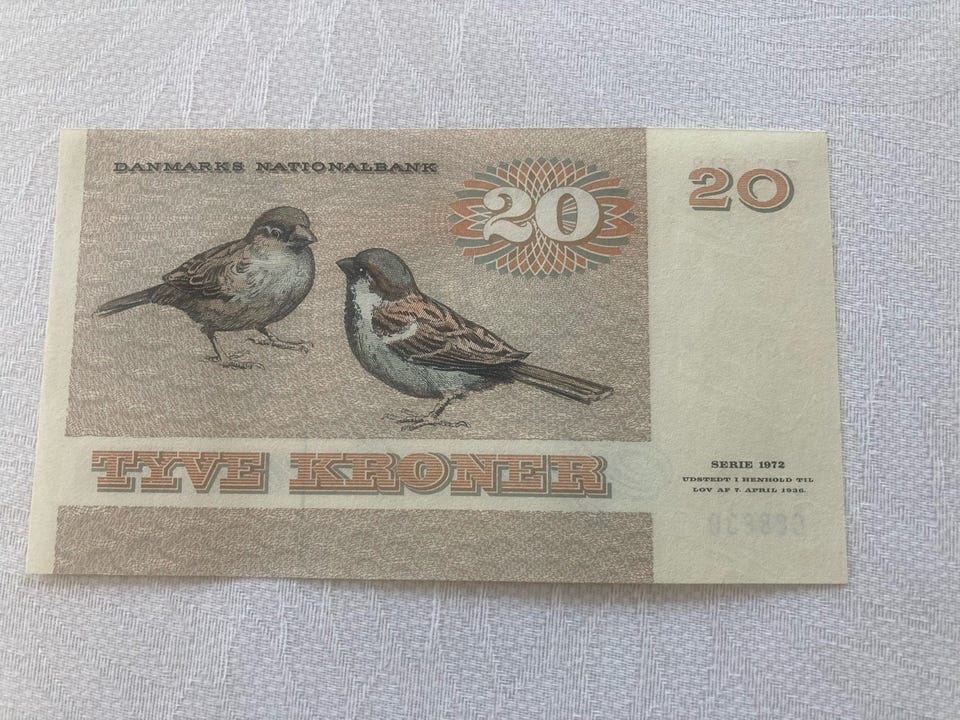 DANMARKS NATIONALBANK
20
20
TYVE KRONER
SERIE 1972
UDSTEDT I HENHOLD TIL
LOV AF 7. APRIL 1936.